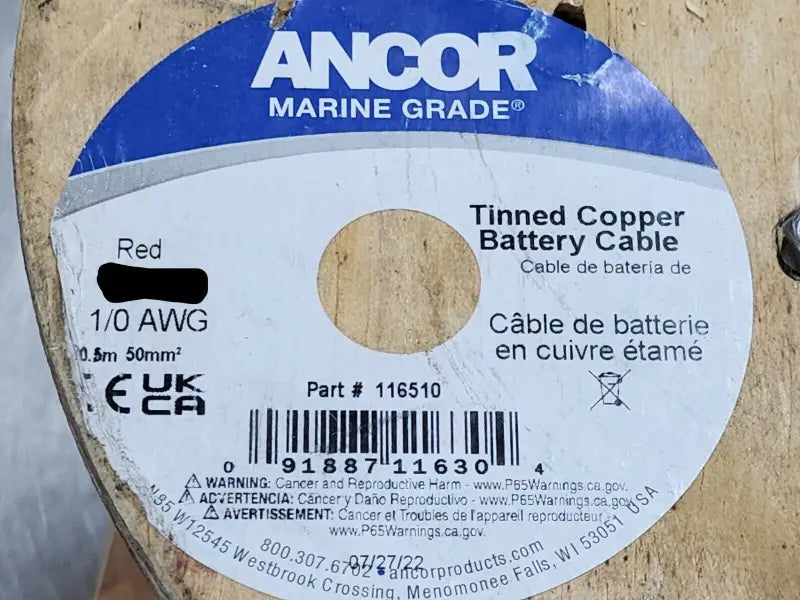 ANCOR
MARINE GRADE®
Tinned Copper
Battery Cable
Cable de batería de
Red
1/0 AWG
50mm²
Câble de batterie
en cuivre étamé
CE UK
CA
Part # 116510
0 91887 11630 4
⚠ WARNING: Cancer and Reproductive Harm - www.P65Warnings.ca.gov.
⚠ ADVERTENCIA: Cáncer y Daño Reproductivo - www.P65Warnings.ca.gov.
⚠ AVERTISSEMENT: Cancer et Troubles de l'appareil reproducteur -
www.P65Warnings.ca.gov.
07/27/22
800.307.6702 • ancorproducts.com
N85 W12545 Westbrook Crossing, Menomonee Falls, WI 53051 USA